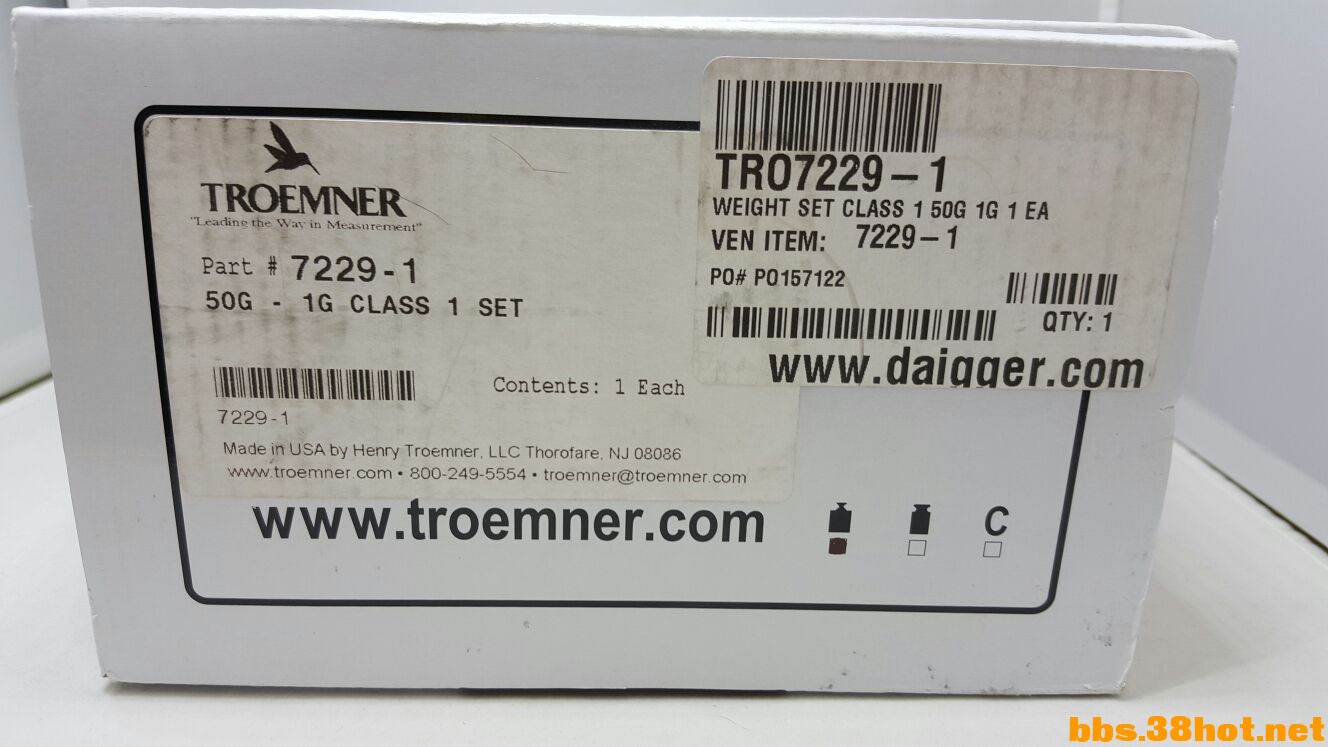 TROEMNER
"Leading the Way in Measurement"
Part # 7229-1
50G - 1G CLASS 1 SET
Contents: 1 Each
7229-1
Made in USA by Henry Troemner, LLC Thorofare, NJ 08086
www.troemner.com • 800-249-5554 • troemner@troemner.com
TRO7229-1
WEIGHT SET CLASS 1 50G 1G 1 EA
VEN ITEM: 7229-1
PO# PO157122
QTY: 1
www.daigger.com
www.troemner.com
C
bbs.38hot.net